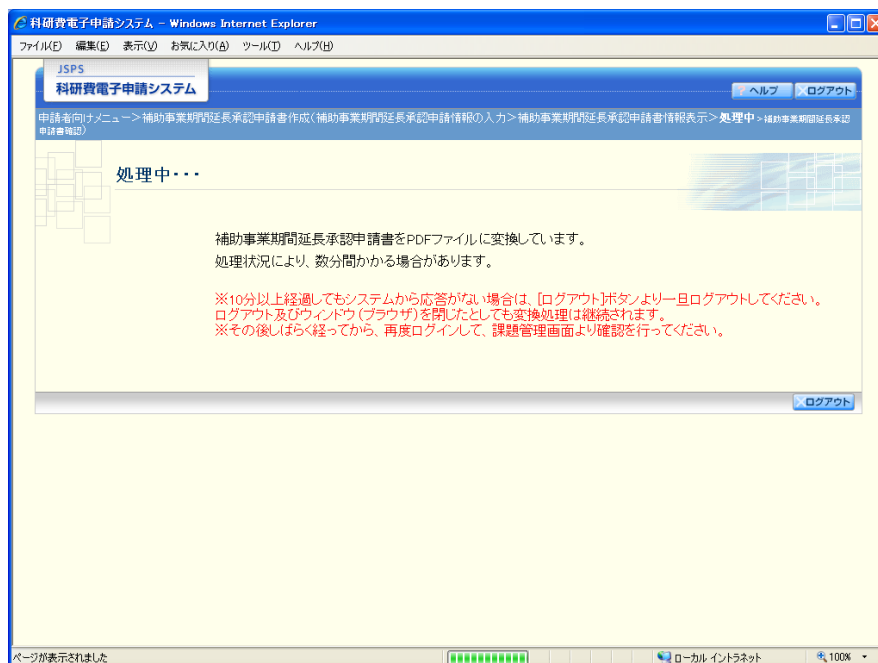 科研費電子申請システム - Windows Internet Explorer
ファイル(F) 編集(E) 表示(V) お気に入り(A) ツール(T) ヘルプ(H)
JSPS
科研費電子申請システム
? ヘルプ ×ログアウト
申請者向けメニュー>補助事業期間延長承認申請書作成(補助事業期間延長承認申請情報の入力>補助事業期間延長承認申請書情報表示>処理中>補助事業期間延長承認
申請書確認)
処理中・・・
補助事業期間延長承認申請書をPDFファイルに変換しています。
処理状況により、数分間かかる場合があります。
※10分以上経過してもシステムから応答がない場合は、[ログアウト]ボタンより一旦ログアウトしてください。
ログアウト及びウィンドウ(ブラウザ)を閉じたとしても変換処理は継続されます。
※その後しばらく経ってから、再度ログインして、課題管理画面より確認を行ってください。
×ログアウト
ページが表示されました ローカル イントラネット 100%